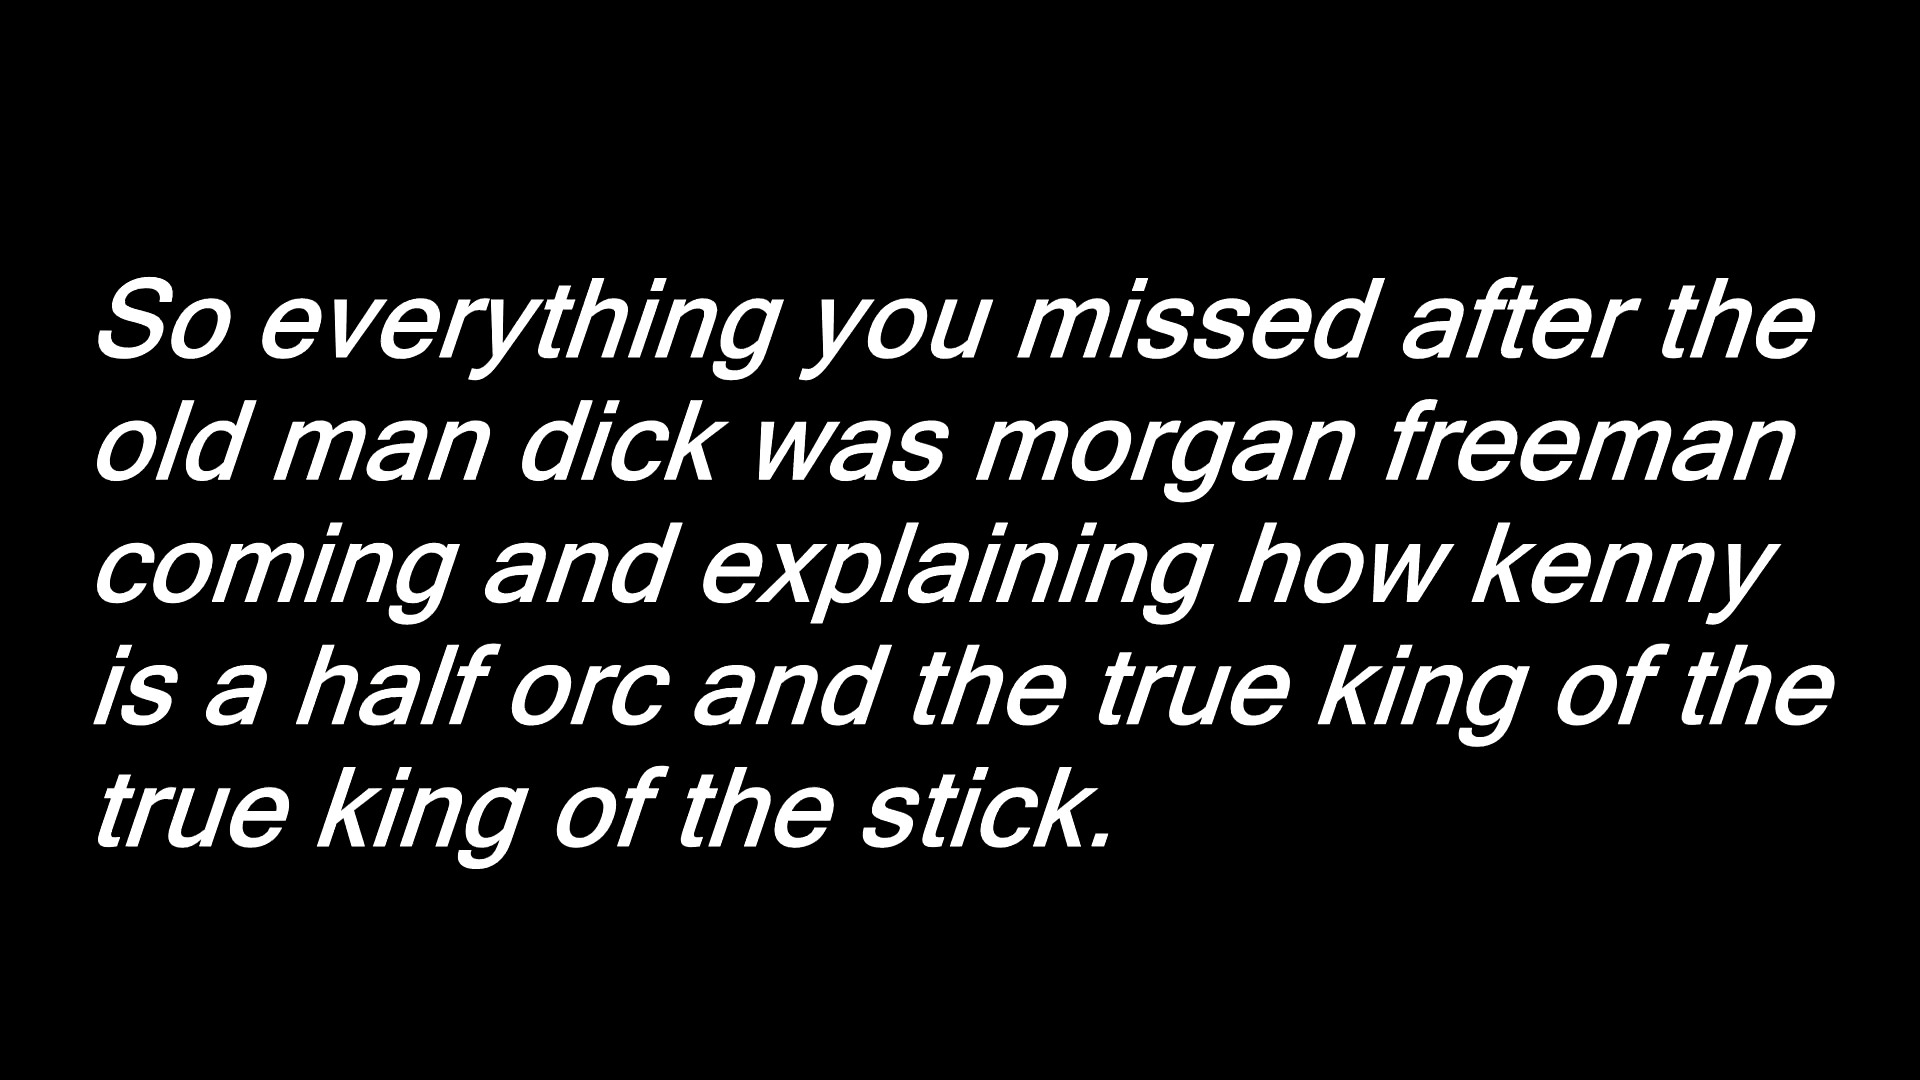 So everything you missed after the
old man dick was morgan freeman
coming and explaining how kenny
is a half orc and the true king of the
true king of the stick.